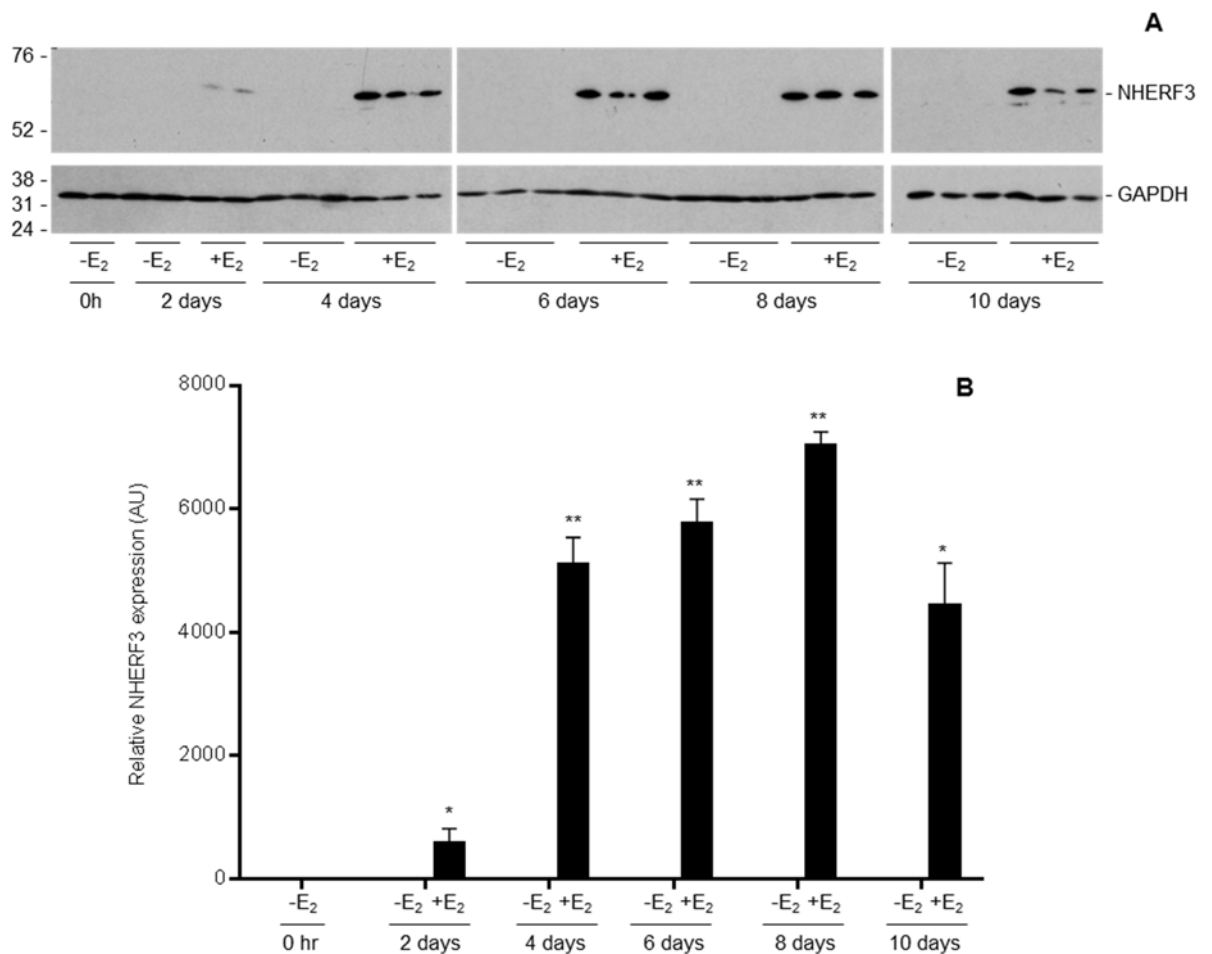 A
76 -
- NHERF3
52 -
38 -
31 -
- GAPDH
24 -
-E₂ -E₂ +E₂ -E₂ +E₂ -E₂ +E₂ -E₂ +E₂ -E₂ +E₂
0h 2 days 4 days 6 days 8 days 10 days
B
Relative NHERF3 expression (AU)
8000
**
**
**
6000
*
4000
2000
*
0
-E₂ -E₂ +E₂ -E₂ +E₂ -E₂ +E₂ -E₂ +E₂ -E₂ +E₂
0 hr 2 days 4 days 6 days 8 days 10 days